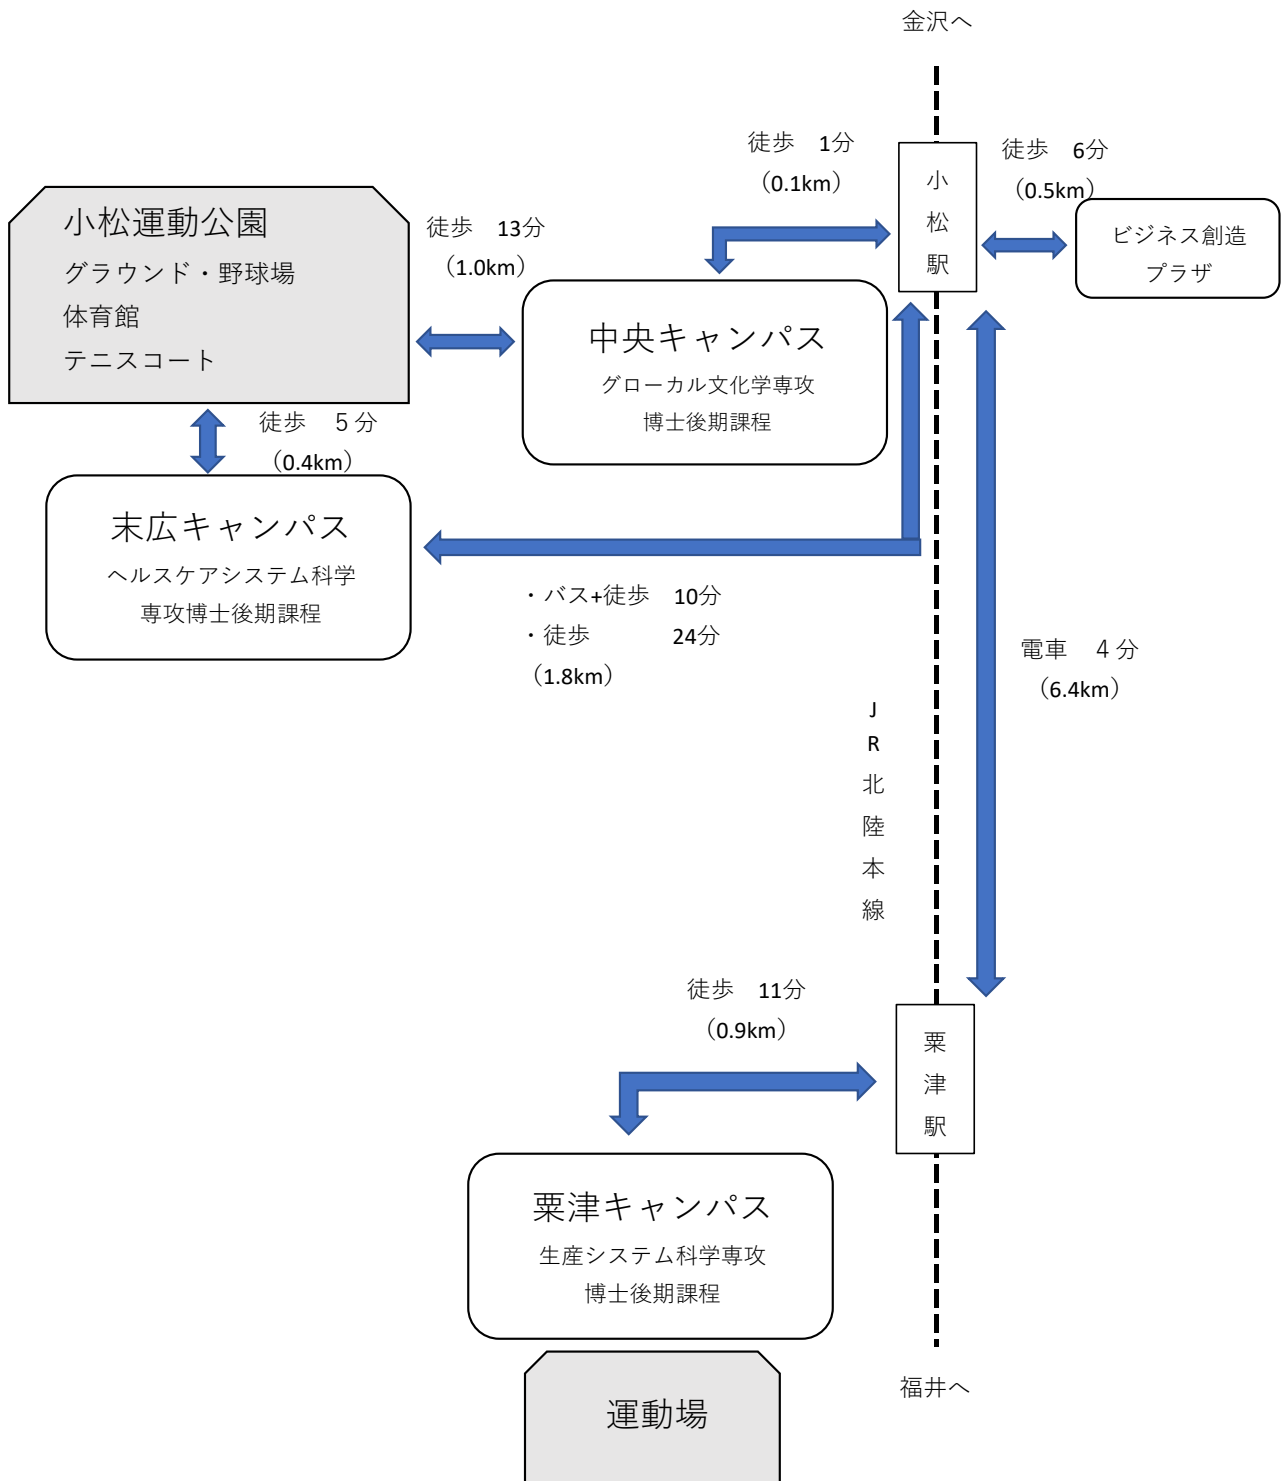 金沢へ
徒歩　1分
（0.1km）
小松駅
徒歩　6分
（0.5km）
ビジネス創造
プラザ
小松運動公園
グラウンド・野球場
体育館
テニスコート
徒歩　13分
（1.0km）
中央キャンパス
グローカル文化学専攻
博士後期課程
徒歩　５分
（0.4km）
末広キャンパス
ヘルスケアシステム科学
専攻博士後期課程
・バス+徒歩　10分
・徒歩　　　24分
（1.8km）
電車　４分
（6.4km）
JR北陸本線
徒歩　11分
（0.9km）
粟津駅
粟津キャンパス
生産システム科学専攻
博士後期課程
福井へ
運動場